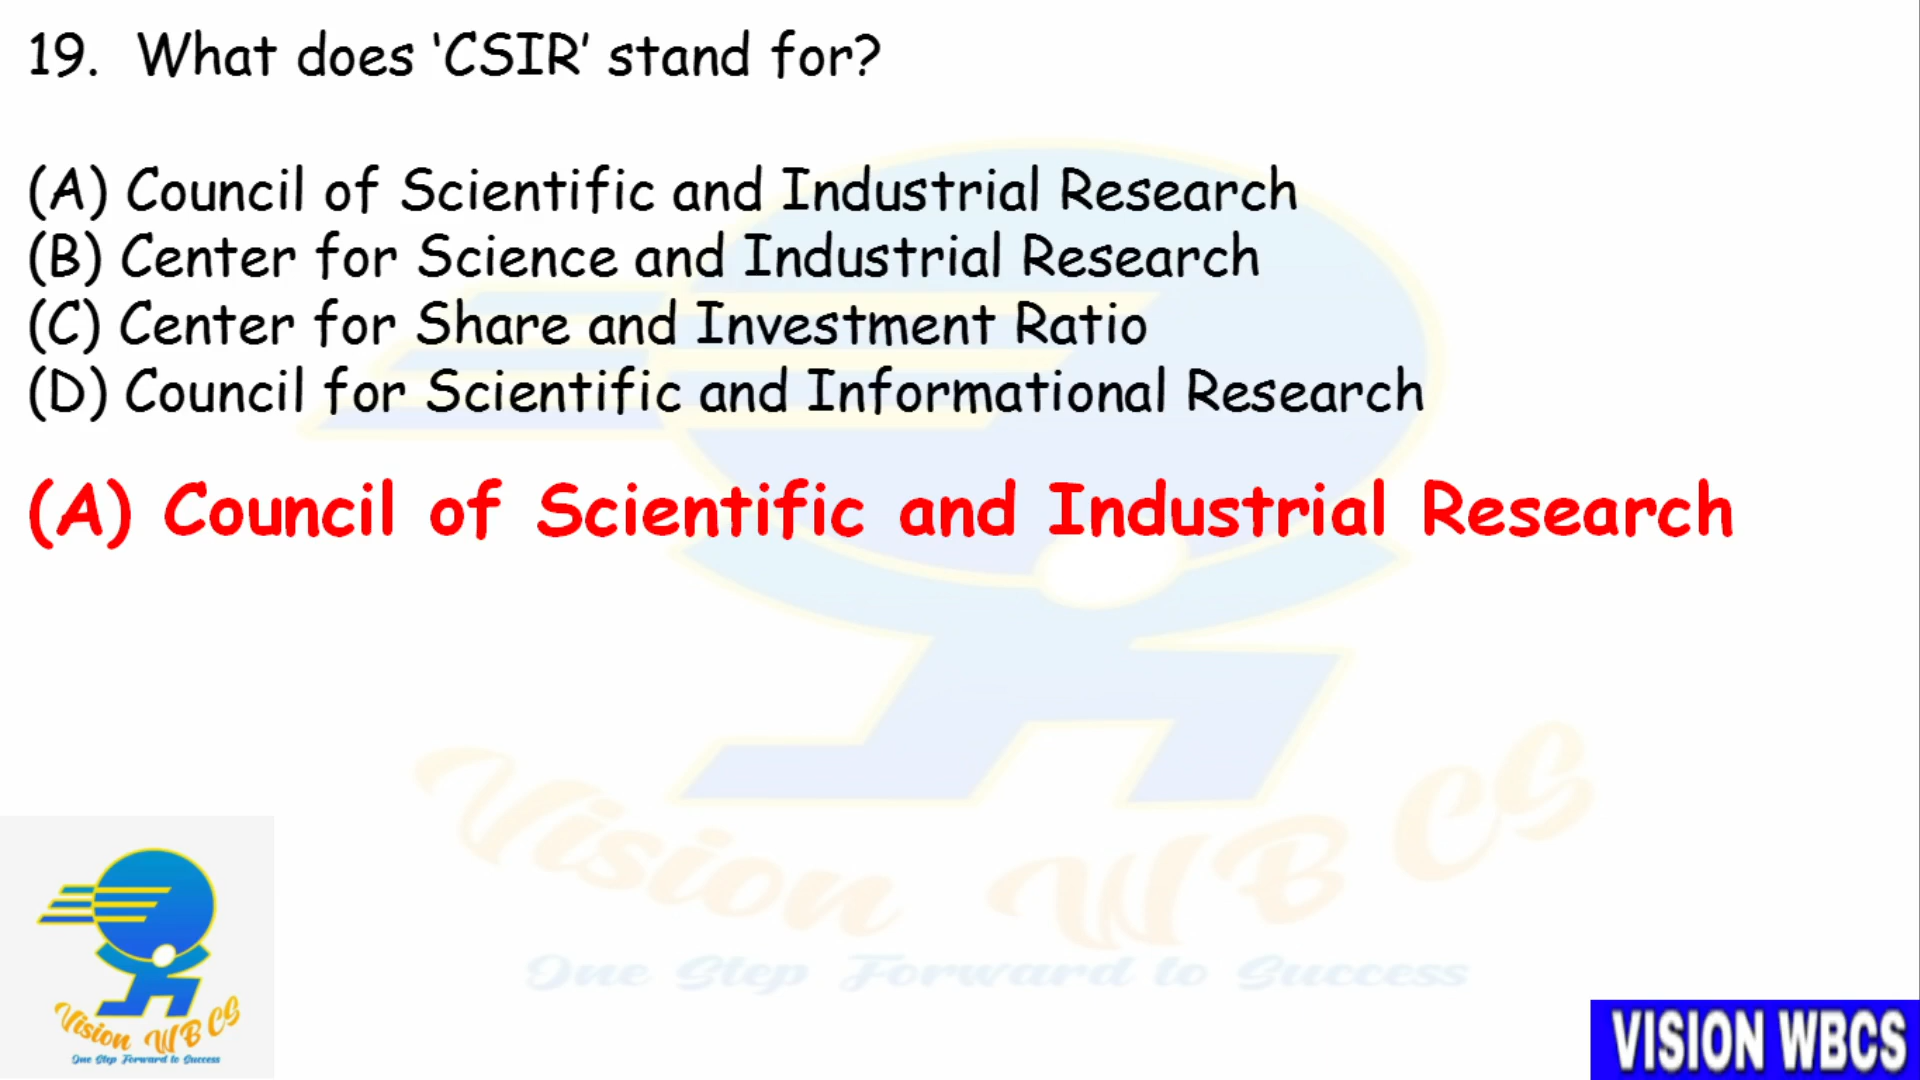 19. What does ‘CSIR’ stand for?
(A) Council of Scientific and Industrial Research
(B) Center for Science and Industrial Research
(C) Center for Share and Investment Ratio
(D) Council for Scientific and Informational Research
(A) Council of Scientific and Industrial Research
Vision WBCS
One Step Forward to Success
Vision WBCS
One Step Forward to Success
VISION WBCS